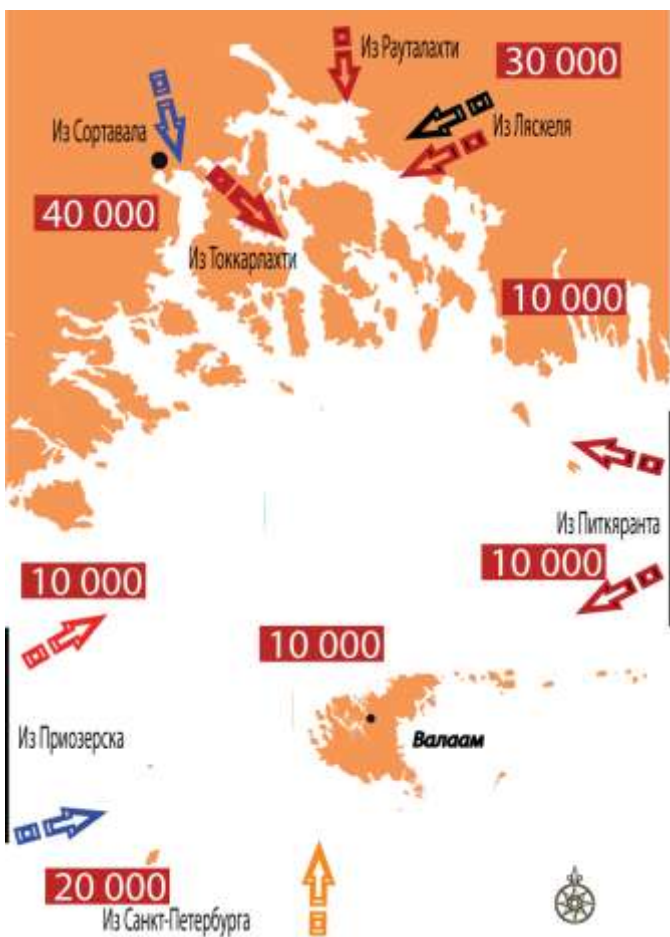 Из Рауталахти
30 000
Из Сортавала
Из Ляскеля
40 000
Из Токкарлахти
10 000
Из Питкяранта
10 000
10 000
10 000
Из Приозерска
Валаам
20 000
Из Санкт-Петербурга